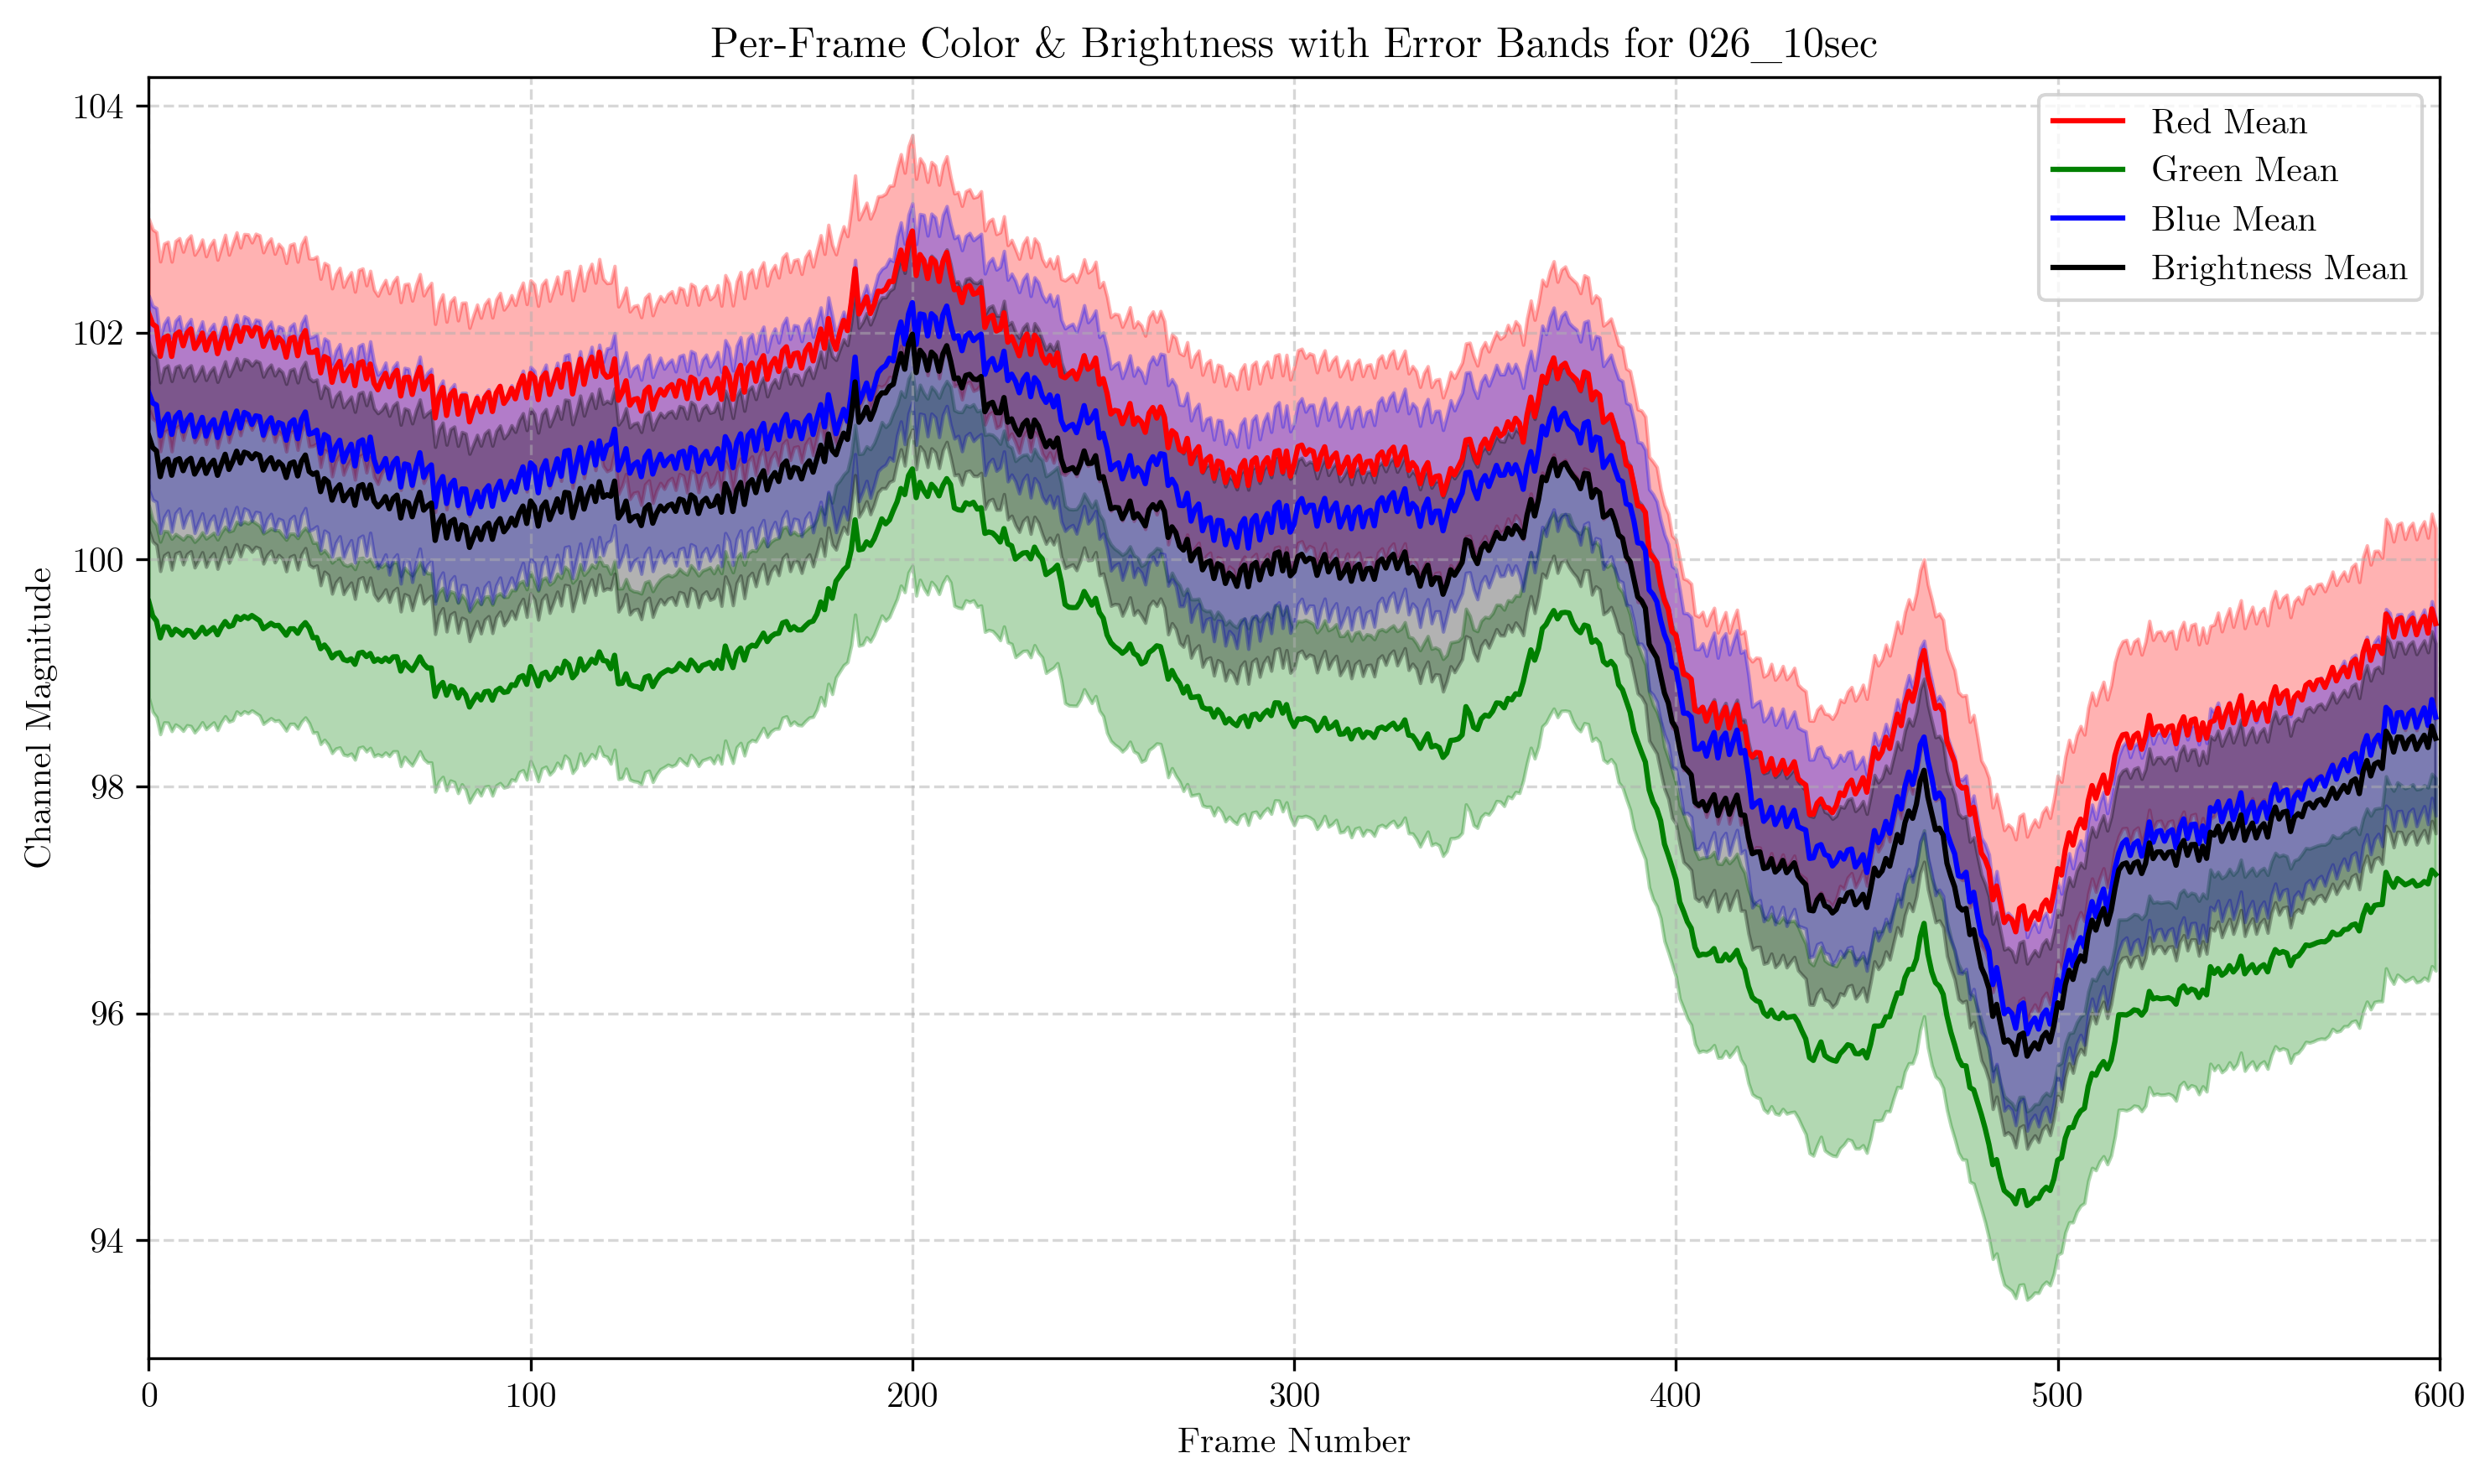 Per-Frame Color & Brightness with Error Bands for 026_10sec
Channel Magnitude
104
102
100
98
96
94
Red Mean
Green Mean
Blue Mean
Brightness Mean
0 100 200 300 400 500 600
Frame Number